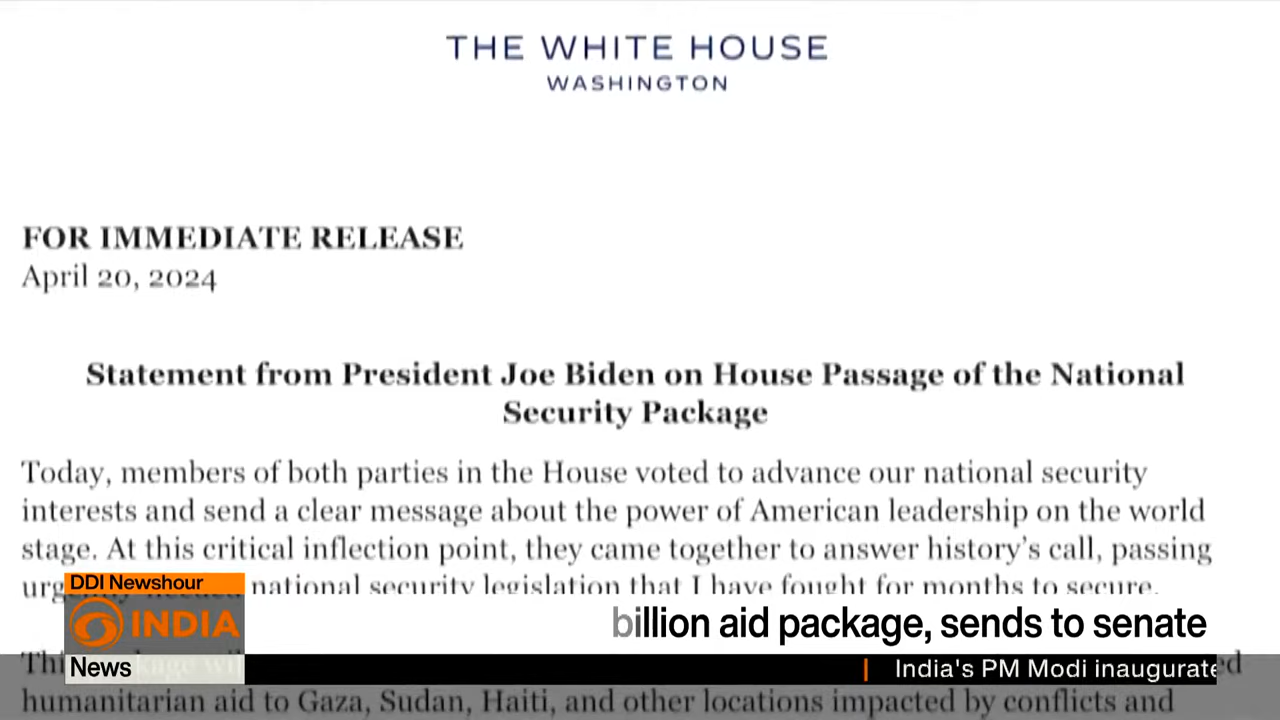 THE WHITE HOUSE
WASHINGTON
FOR IMMEDIATE RELEASE
April 20, 2024
Statement from President Joe Biden on House Passage of the National
Security Package
Today, members of both parties in the House voted to advance our national security
interests and send a clear message about the power of American leadership on the world
stage. At this critical inflection point, they came together to answer history's call, passing
national security legislation that I have fought for months to secure.
DDI Newshour
INDIA
billion aid package, sends to senate
News
India's PM Modi inaugurate
humanitarian aid to Gaza, Sudan, Haiti, and other locations impacted by conflicts and